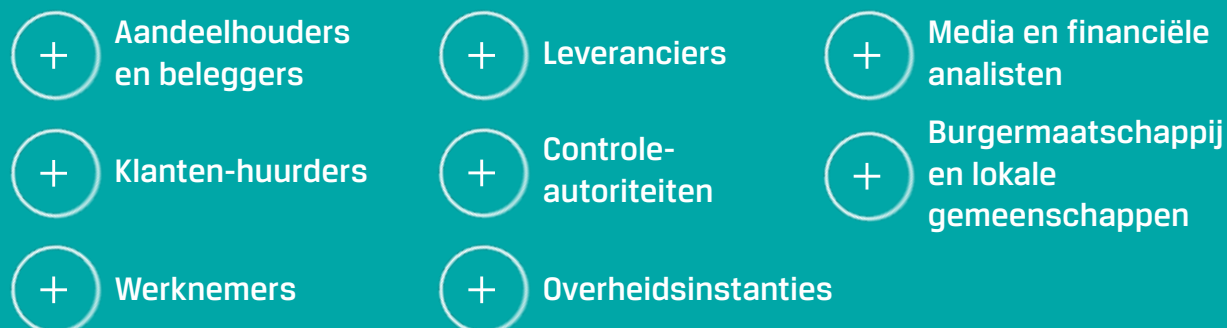 Aandeelhouders
en beleggers
Klanten-huurders
Werknemers
Leveranciers
Controle-
autoriteiten
Overheidsinstanties
Media en financiële
analisten
Burgermaatschappij
en lokale
gemeenschappen